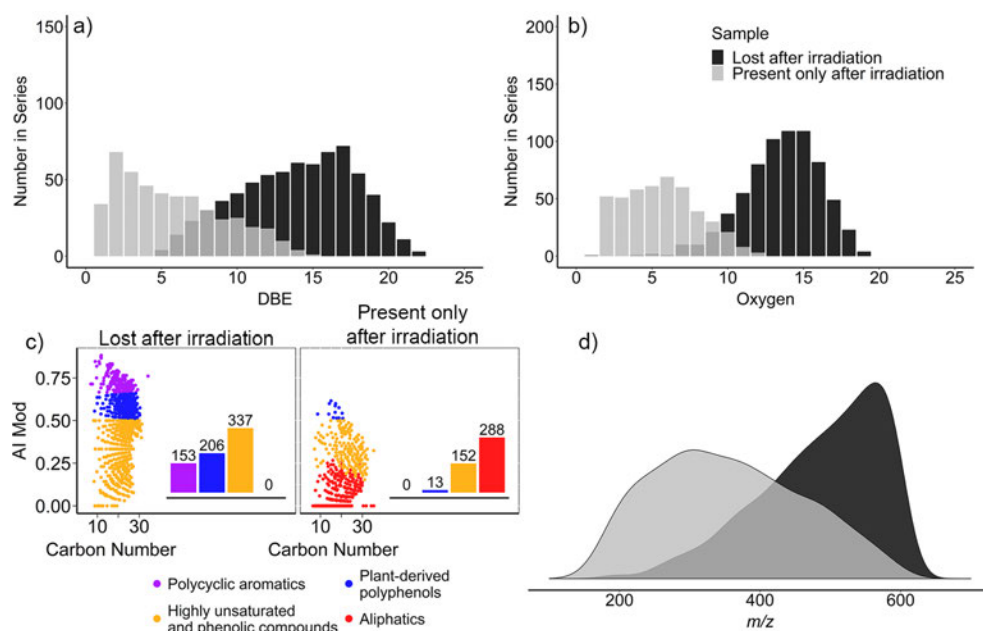 a)
150
100
50
0
Number in Series
0 5 10 15 20 25
DBE
b)
200
150
100
50
0
Number in Series
0 5 10 15 20 25
Oxygen
Sample
Lost after irradiation
Present only after irradiation
c)
Lost after irradiation
Present only
after irradiation
0.75
0.50
0.25
0.00
AI Mod
153 206 337 0
0 13 152 288
10 30
10 30
Carbon Number Carbon Number
Polycyclic aromatics
Plant-derived
polyphenols
Highly unsaturated
and phenolic compounds
Aliphatics
d)
200 400 600
m/z